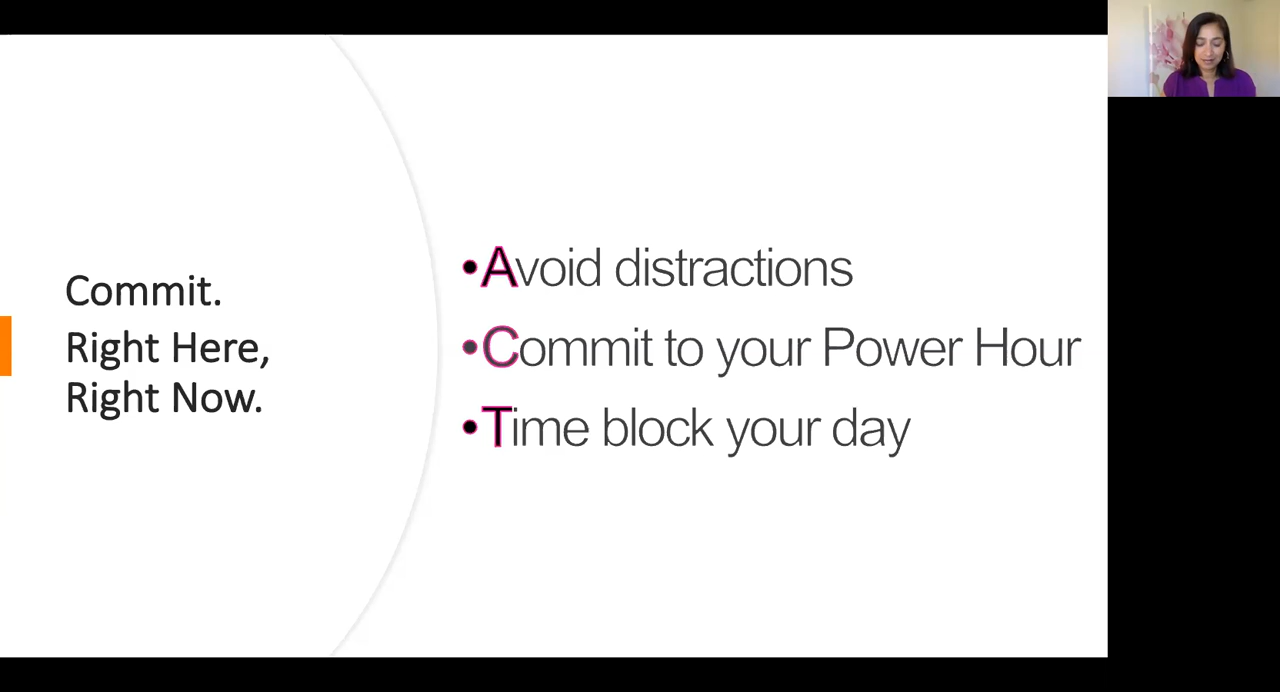 Commit.
Right Here,
Right Now.
•Avoid distractions
•Commit to your Power Hour
•Time block your day